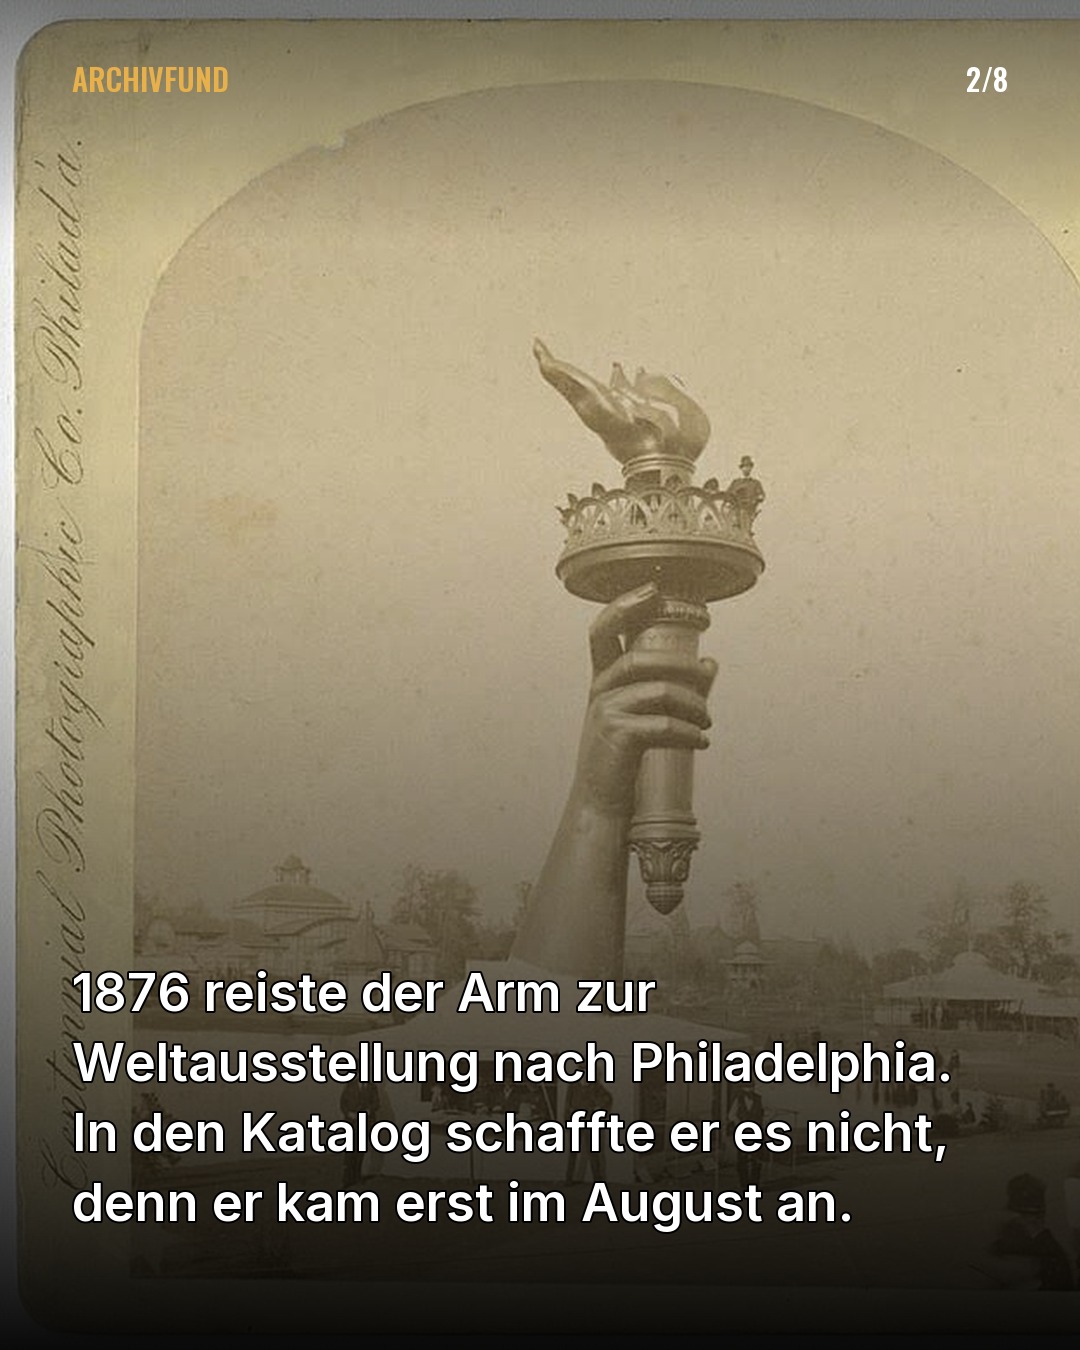 ARCHIVFUND
2/8
Centennial Photographic Co. Philad'a.
1876 reiste der Arm zur
Weltausstellung nach Philadelphia.
In den Katalog schaffte er es nicht,
denn er kam erst im August an.